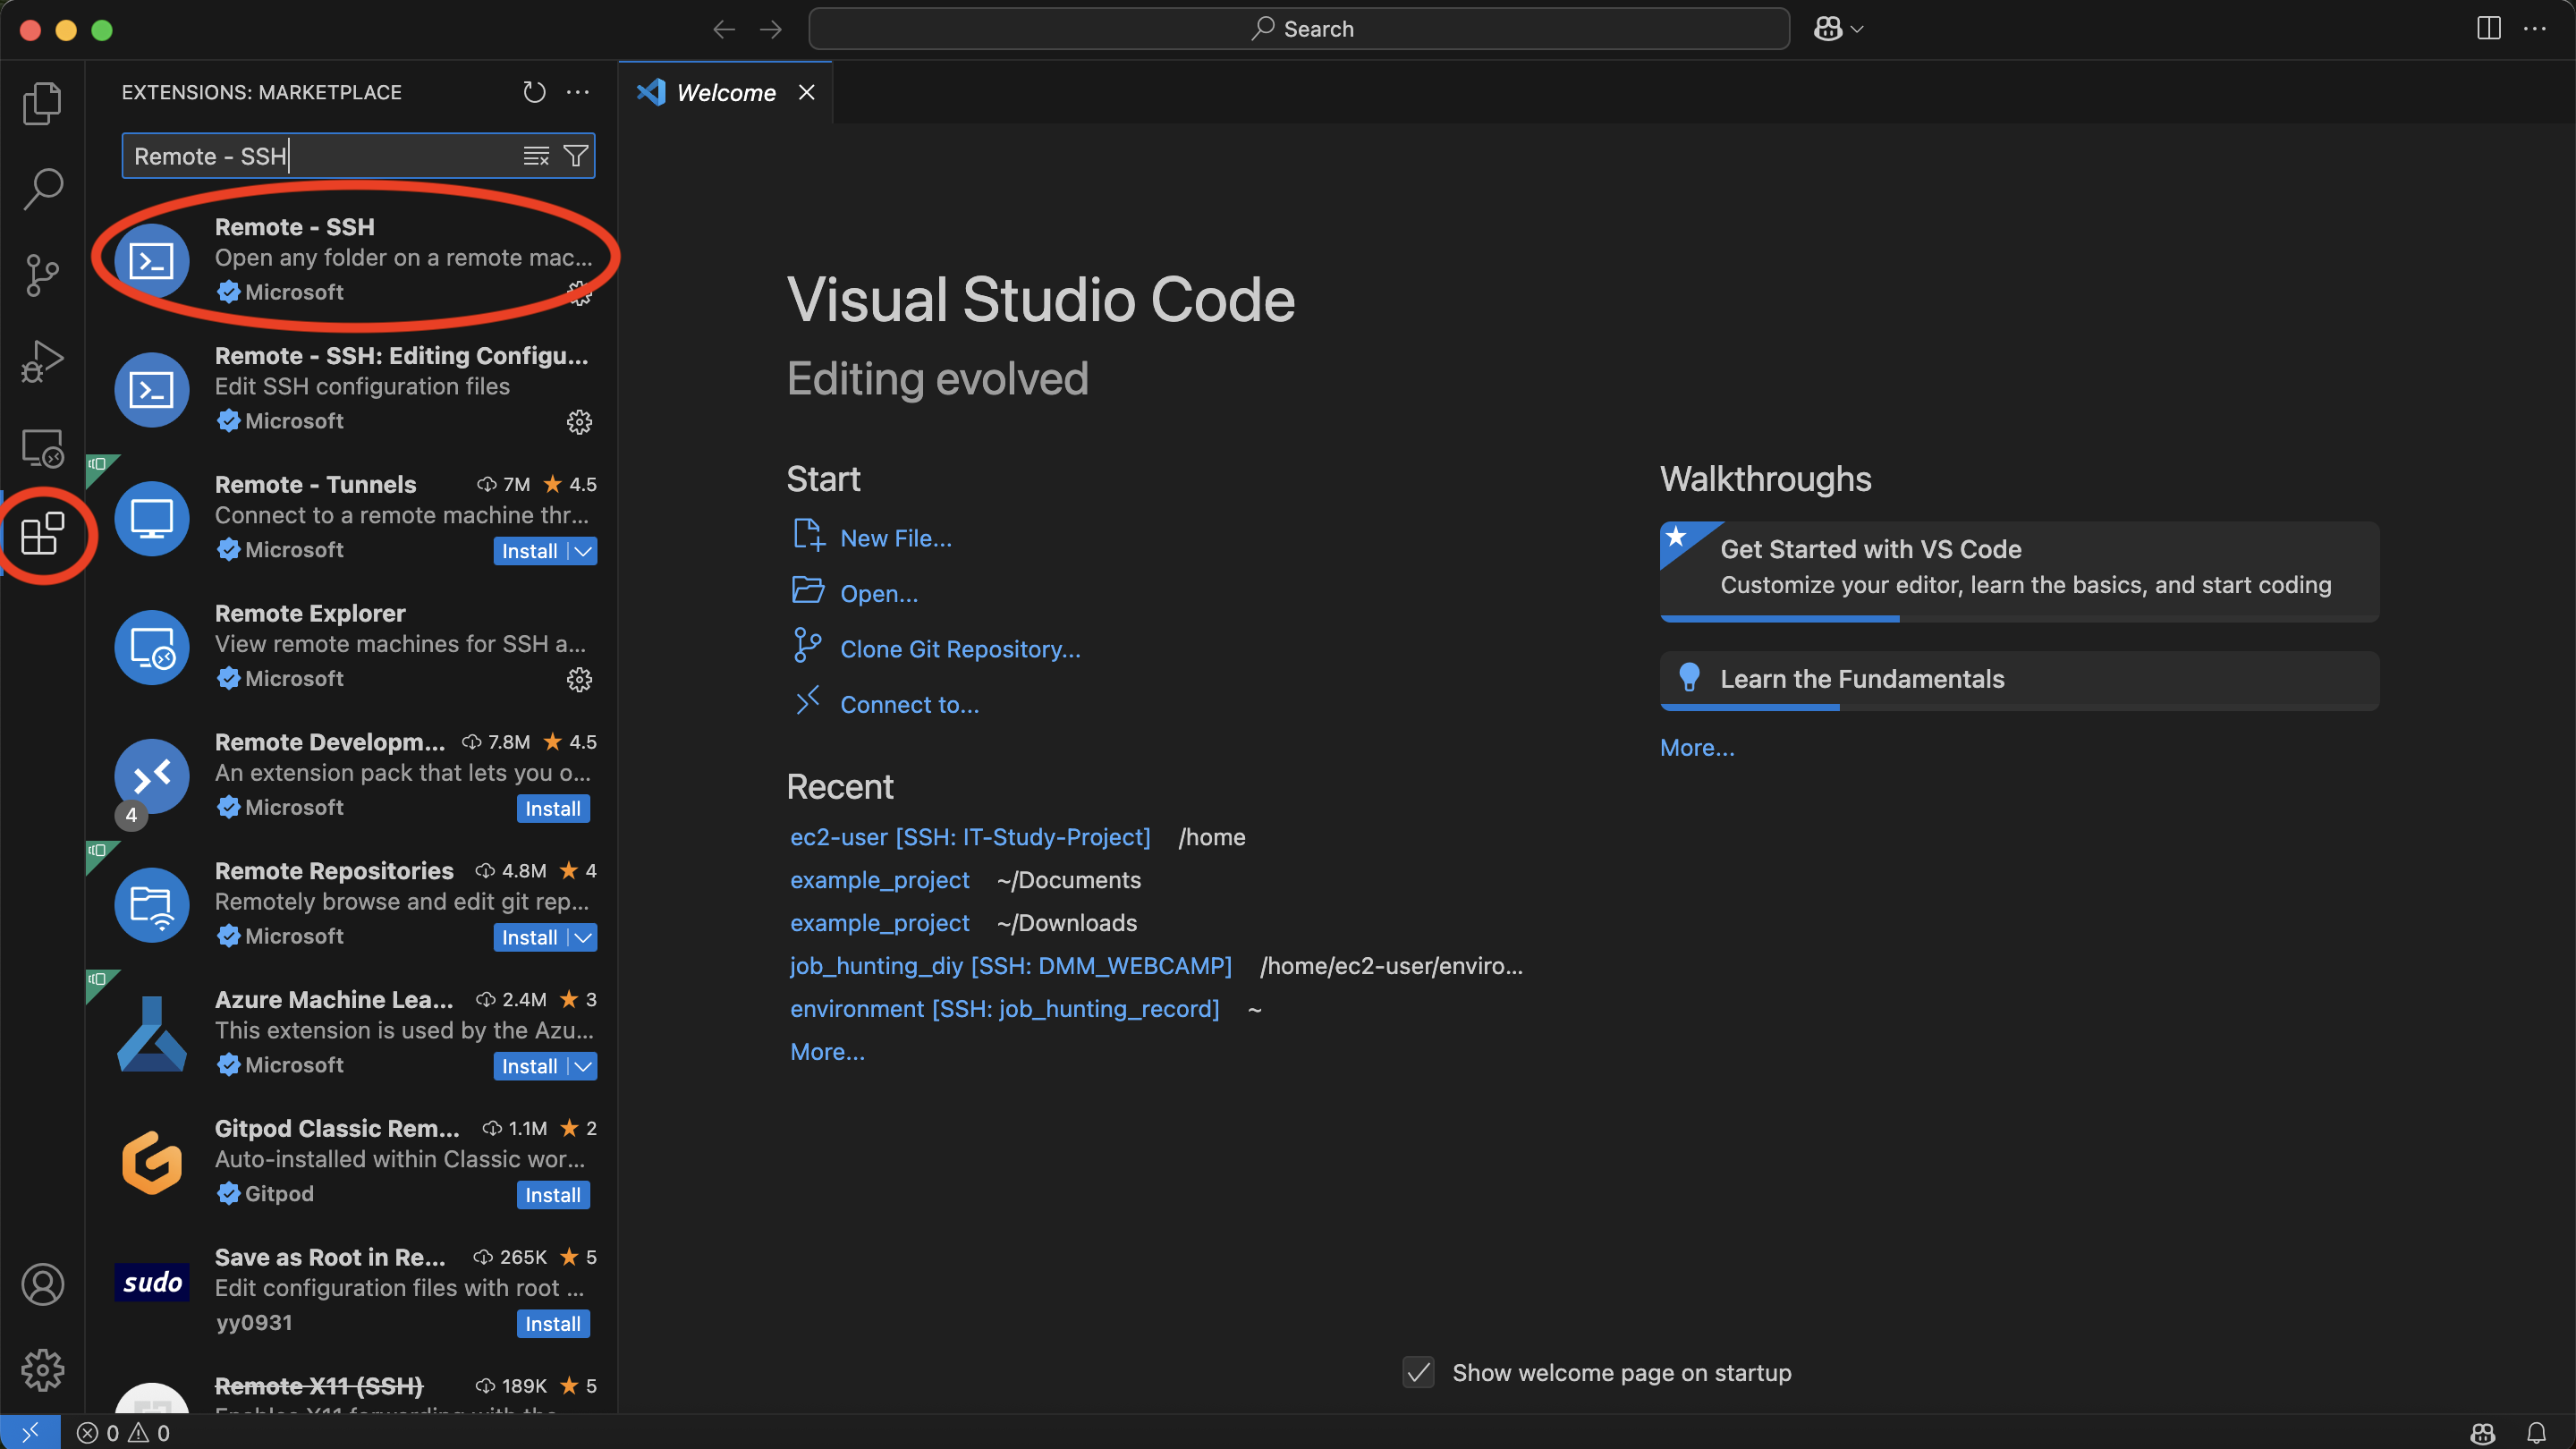 Search
EXTENSIONS: MARKETPLACE
Remote - SSH
Remote - SSH
Open any folder on a remote mac...
Microsoft
Remote - SSH: Editing Configu...
Edit SSH configuration files
Microsoft
Remote - Tunnels 7M 4.5
Connect to a remote machine thr...
Microsoft Install
Remote Explorer
View remote machines for SSH a...
Microsoft
Remote Developm... 7.8M 4.5
An extension pack that lets you o...
4 Microsoft Install
Remote Repositories 4.8M 4
Remotely browse and edit git rep...
Microsoft Install
Azure Machine Lea... 2.4M 3
This extension is used by the Azu...
Microsoft Install
Gitpod Classic Rem... 1.1M 2
Auto-installed within Classic wor...
Gitpod Install
sudo
Save as Root in Re... 265K 5
Edit configuration files with root ...
yy0931 Install
Remote X11 (SSH) 189K 5
Enables X11 forwarding with the
Welcome
Visual Studio Code
Editing evolved
Start
New File...
Open...
Clone Git Repository...
Connect to...
Recent
ec2-user [SSH: IT-Study-Project] /home
example_project ~/Documents
example_project ~/Downloads
job_hunting_diy [SSH: DMM_WEBCAMP] /home/ec2-user/enviro...
environment [SSH: job_hunting_record] ~
More...
Walkthroughs
Get Started with VS Code
Customize your editor, learn the basics, and start coding
Learn the Fundamentals
More...
Show welcome page on startup
0 0